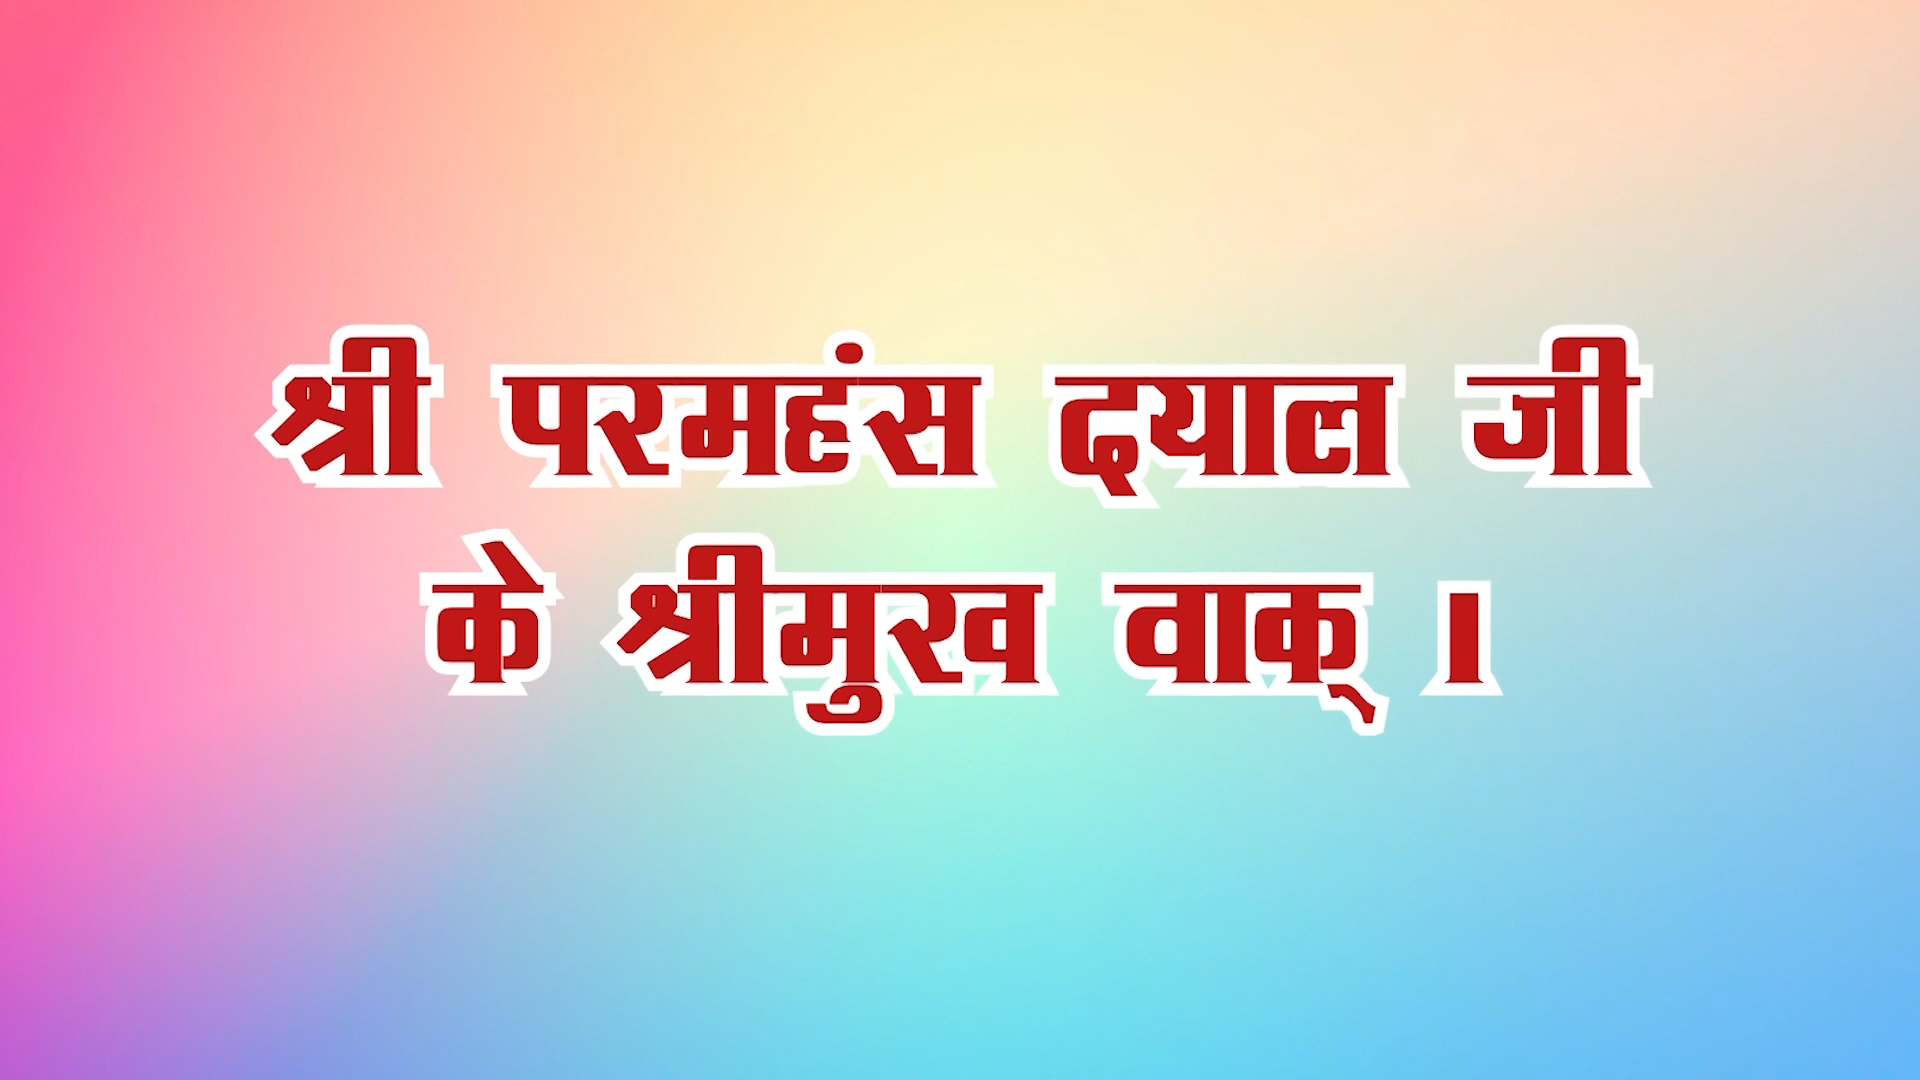 श्री परमहंस दयाल जी
के श्रीमुख वाक् ।